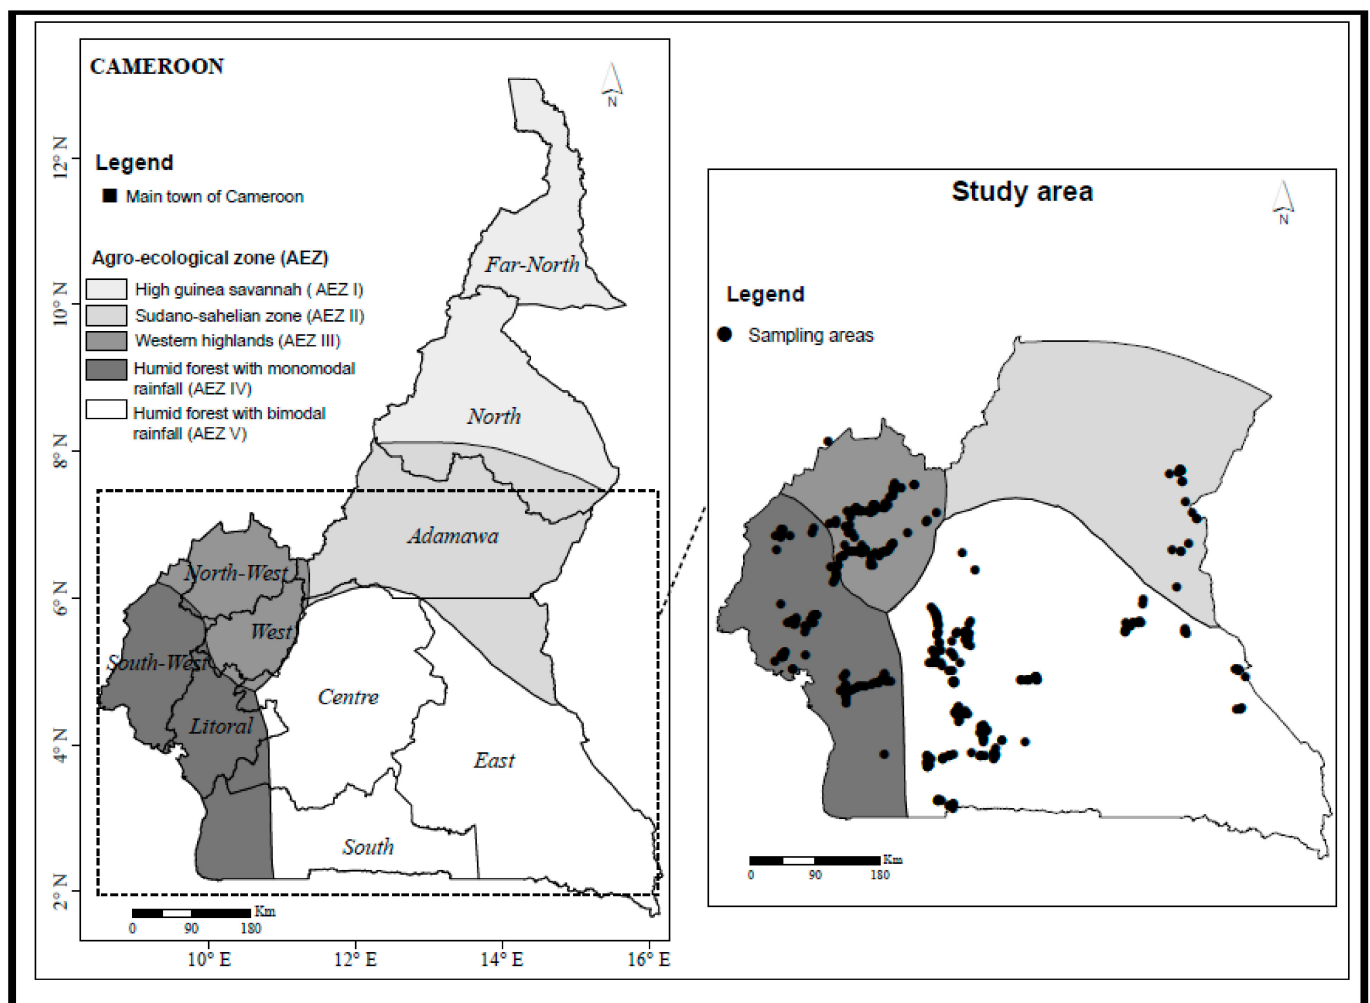 CAMEROON
N
Legend
Main town of Cameroon
Agro-ecological zone (AEZ)
High guinea savannah ( AEZ I)
Sudano-sahelian zone (AEZ II)
Western highlands (AEZ III)
Humid forest with monomodal
rainfall (AEZ IV)
Humid forest with bimodal
rainfall (AEZ V)
Far-North
North
Adamawa
North-West
West
South-West
Litoral
Centre
East
South
12° N
10° N
8° N
6° N
4° N
2° N
Km
0 90 180
10° E 12° E 14° E 16° E
Study area
N
Legend
Sampling areas
Km
0 90 180